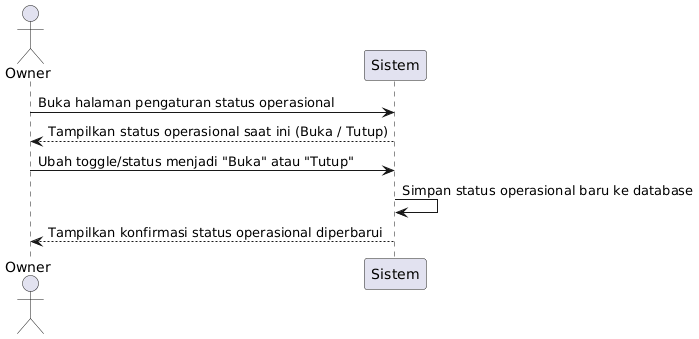 Owner
Sistem
Buka halaman pengaturan status operasional
Tampilkan status operasional saat ini (Buka / Tutup)
Ubah toggle/status menjadi "Buka" atau "Tutup"
Simpan status operasional baru ke database
Tampilkan konfirmasi status operasional diperbarui
Owner
Sistem